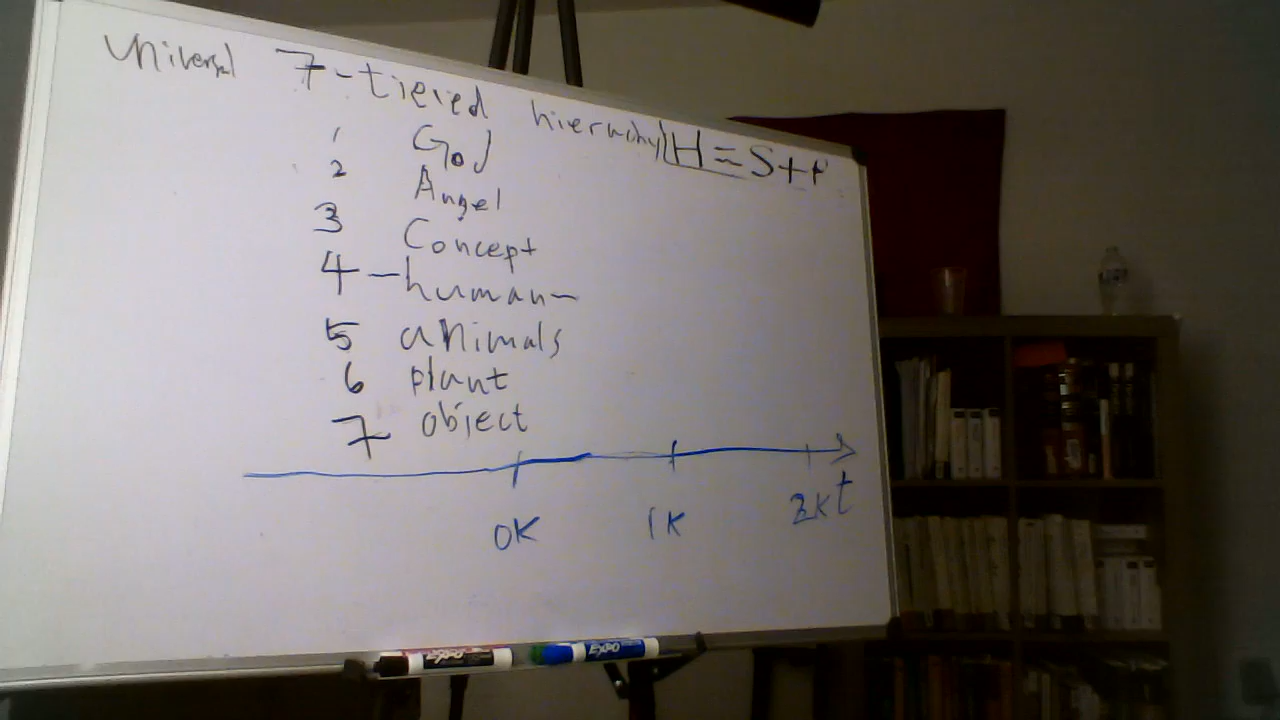 Universal 7-tiered hierarchy H = S +
1 God
2 Angel
3 Concept
4 — human —
5 animals
6 plant
7 object
0K 1K 2K t
EXPO EXPO